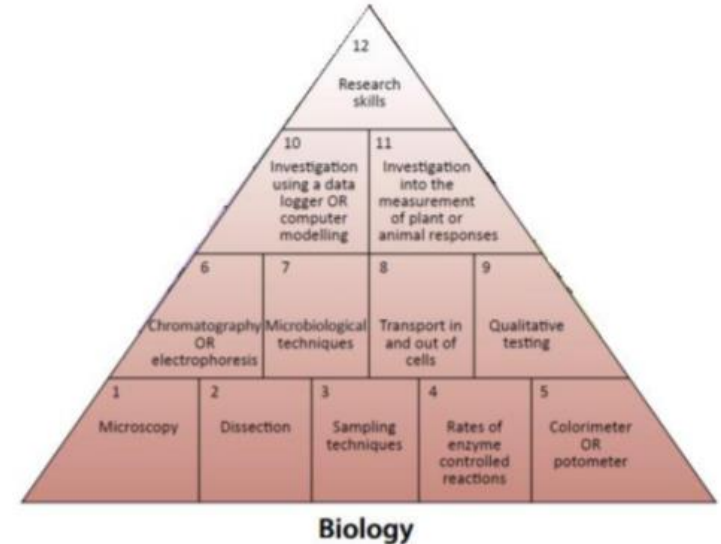 12
Research
skills
10
Investigation
using a data
logger OR
computer
modelling
11
Investigation
into the
measurement
of plant or
animal responses
6
Chromatography
OR
electrophoresis
7
Microbiological
techniques
8
Transport in
and out of
cells
9
Qualitative
testing
1
Microscopy
2
Dissection
3
Sampling
techniques
4
Rates of
enzyme
controlled
reactions
5
Colorimeter
OR
potometer
Biology